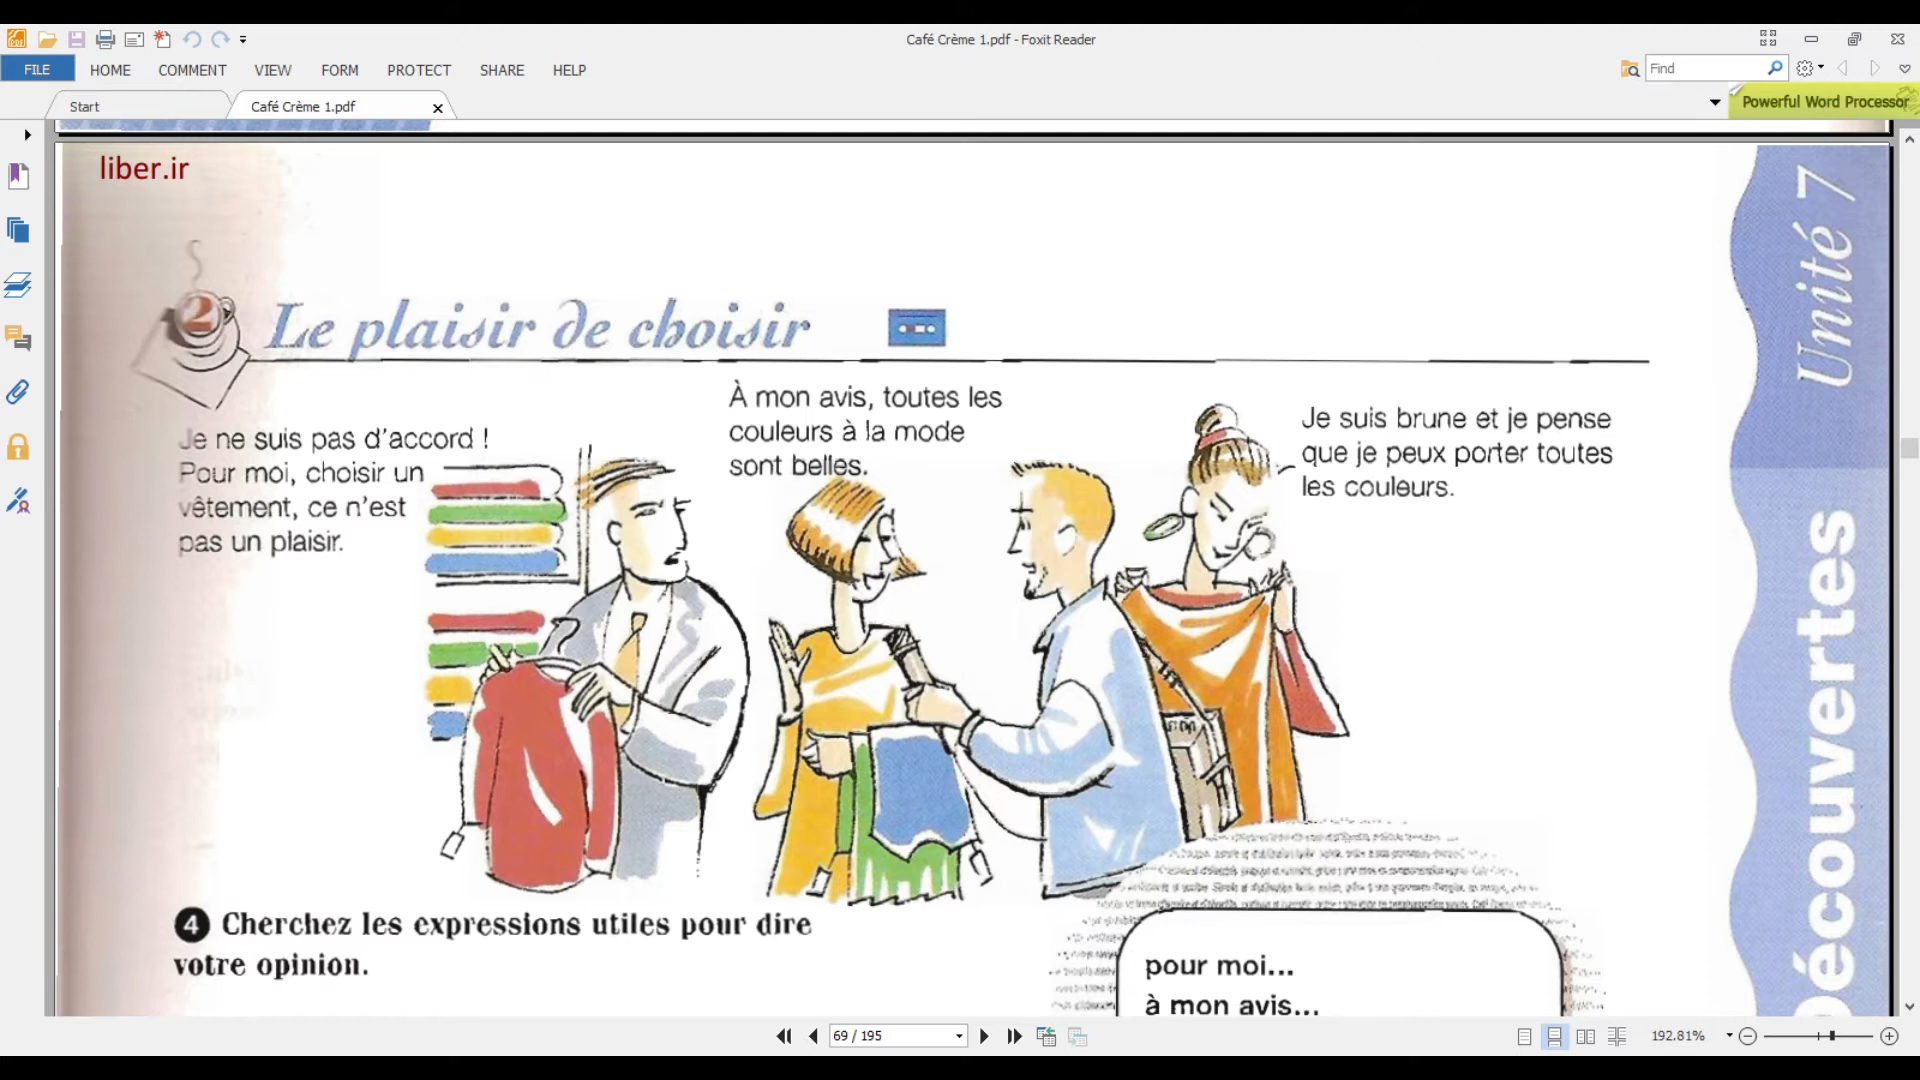 Café Crème 1.pdf - Foxit Reader
FILE HOME COMMENT VIEW FORM PROTECT SHARE HELP
Find
Start Café Crème 1.pdf
Powerful Word Processor
liber.ir
Unité 7
Découvertes
2 Le plaisir de choisir
Je ne suis pas d'accord !
Pour moi, choisir un
vêtement, ce n'est
pas un plaisir.
À mon avis, toutes les
couleurs à la mode
sont belles.
Je suis brune et je pense
que je peux porter toutes
les couleurs.
4 Cherchez les expressions utiles pour dire
votre opinion.
pour moi...
à mon avis...
69 / 195
192.81%